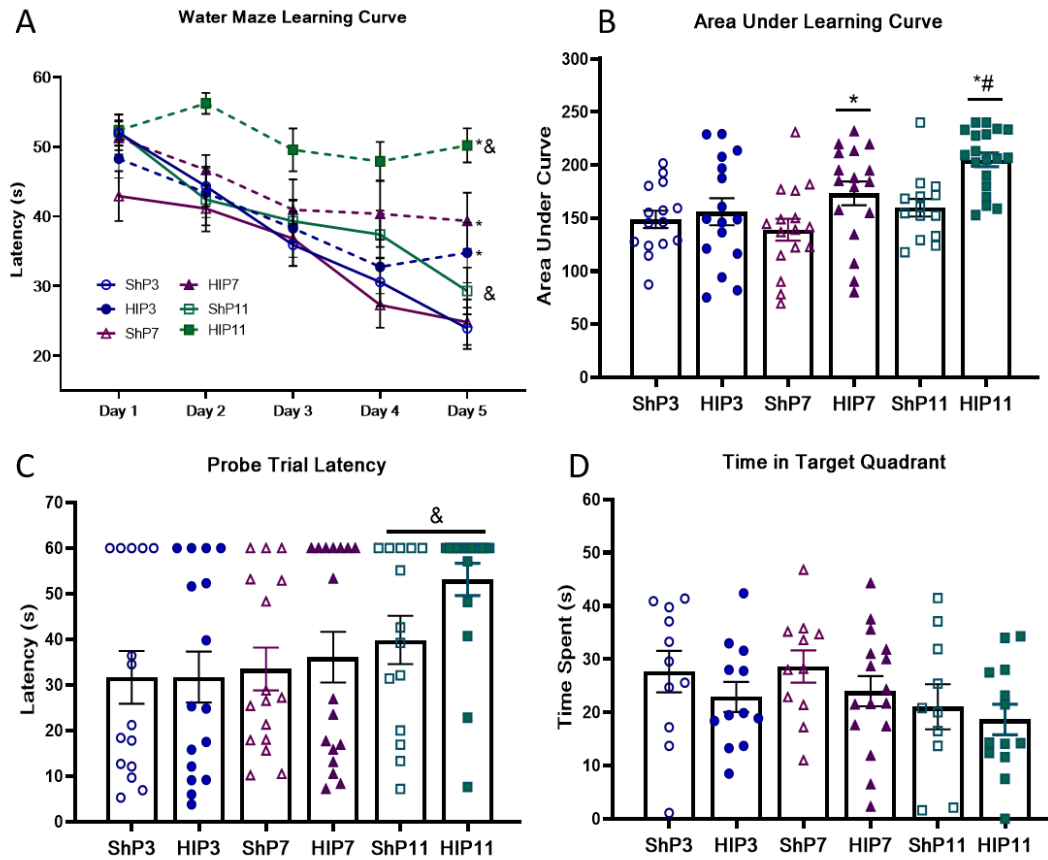 A
Water Maze Learning Curve
Latency (s)
60
50
40
30
20
ShP3
HIP3
ShP7
HIP7
ShP11
HIP11
*&
*
*
&
Day 1 Day 2 Day 3 Day 4 Day 5
B
Area Under Learning Curve
Area Under Curve
300
250
200
150
100
50
0
*
*#
ShP3 HIP3 ShP7 HIP7 ShP11 HIP11
C
Probe Trial Latency
Latency (s)
70
60
50
40
30
20
10
0
&
ShP3 HIP3 ShP7 HIP7 ShP11 HIP11
D
Time in Target Quadrant
Time Spent (s)
60
50
40
30
20
10
0
ShP3 HIP3 ShP7 HIP7 ShP11 HIP11